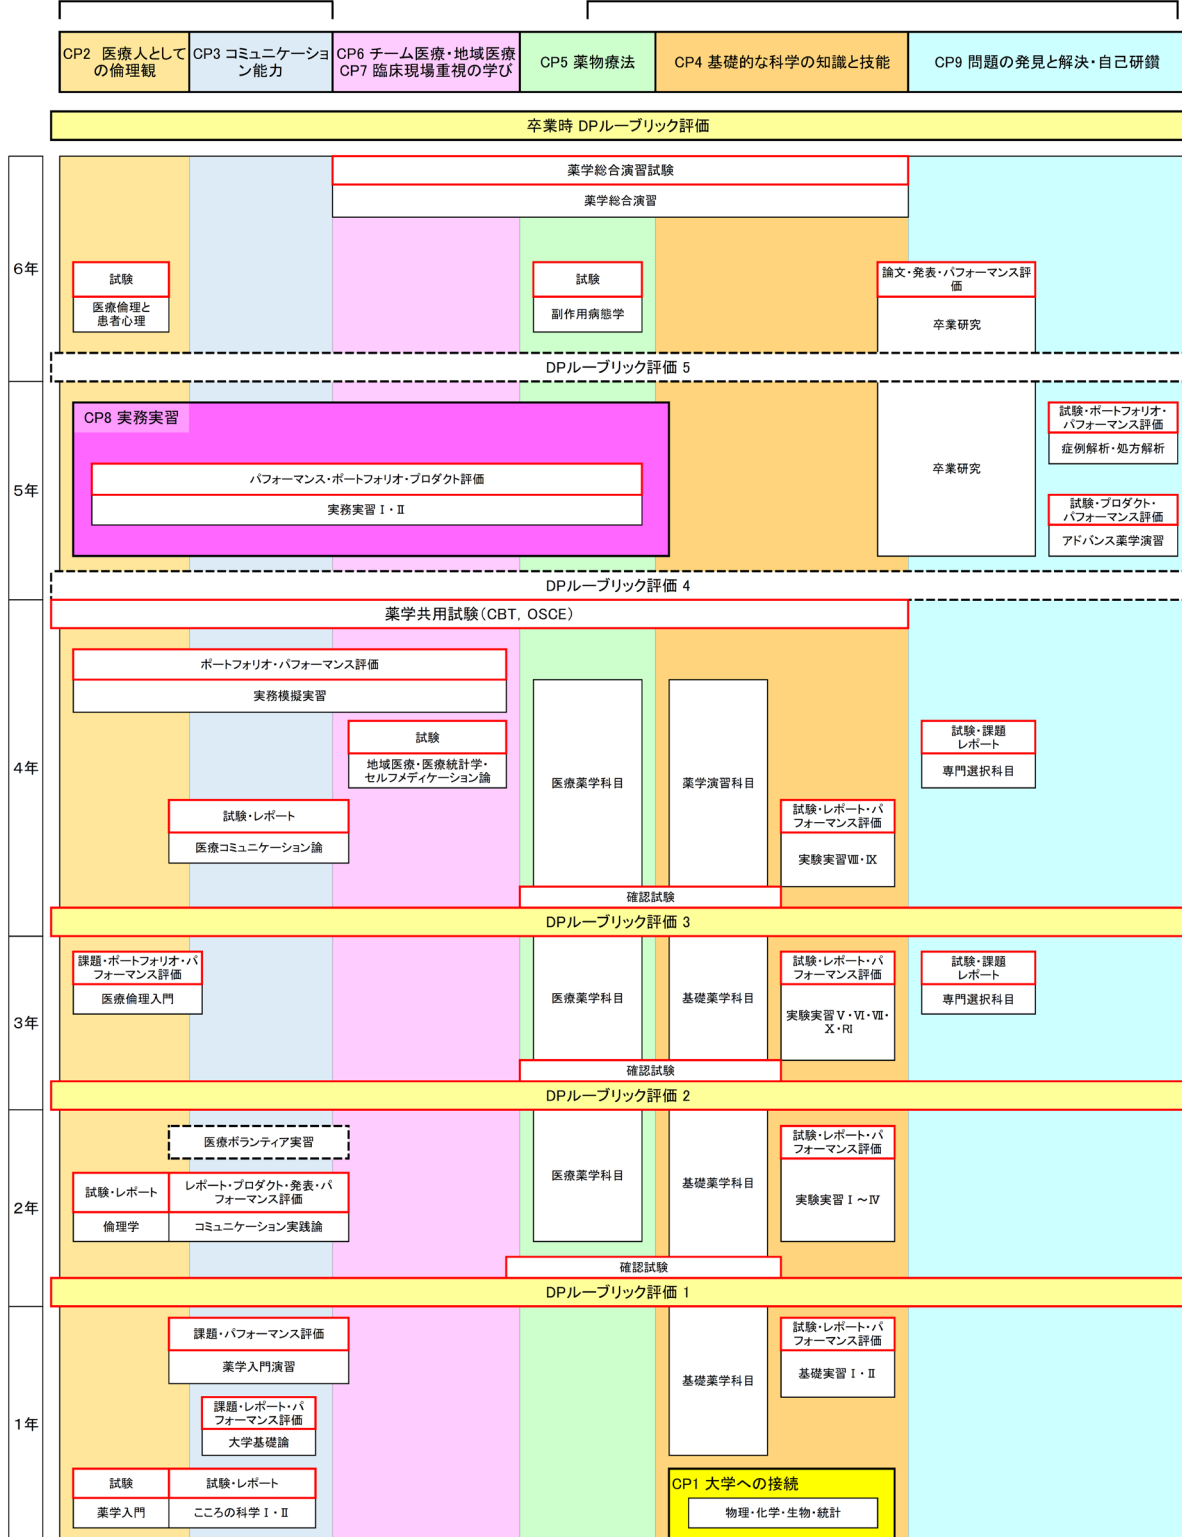 CP2 医療人として
の倫理観
CP3 コミュニケーショ
ン能力
CP6 チーム医療・地域医療
CP7 臨床現場重視の学び
CP5 薬物療法
CP4 基礎的な科学の知識と技能
CP9 問題の発見と解決・自己研鑽
卒業時 DPルーブリック評価
薬学総合演習試験
薬学総合演習
6年
試験
医療倫理と
患者心理
試験
副作用病態学
論文・発表・パフォーマンス評
価
卒業研究
DPルーブリック評価 5
5年
CP8 実務実習
パフォーマンス・ポートフォリオ・プロダクト評価
実務実習 Ⅰ・Ⅱ
卒業研究
試験・ポートフォリオ・
パフォーマンス評価
症例解析・処方解析
試験・プロダクト・
パフォーマンス評価
アドバンス薬学演習
DPルーブリック評価 4
薬学共用試験(CBT, OSCE)
4年
ポートフォリオ・パフォーマンス評価
実務模擬実習
試験
地域医療・医療統計学・
セルフメディケーション論
試験・レポート
医療コミュニケーション論
医療薬学科目
薬学演習科目
試験・レポート・パ
フォーマンス評価
実験実習Ⅷ・Ⅸ
試験・課題
レポート
専門選択科目
確認試験
DPルーブリック評価 3
3年
課題・ポートフォリオ・パ
フォーマンス評価
医療倫理入門
医療薬学科目
基礎薬学科目
試験・レポート・パ
フォーマンス評価
実験実習Ⅴ・Ⅵ・Ⅶ・
Ⅹ・RI
試験・課題
レポート
専門選択科目
確認試験
DPルーブリック評価 2
2年
医療ボランティア実習
試験・レポート
倫理学
レポート・プロダクト・発表・パ
フォーマンス評価
コミュニケーション実践論
医療薬学科目
基礎薬学科目
試験・レポート・パ
フォーマンス評価
実験実習 Ⅰ～Ⅳ
確認試験
DPルーブリック評価 1
1年
課題・パフォーマンス評価
薬学入門演習
課題・レポート・パ
フォーマンス評価
大学基礎論
試験
薬学入門
試験・レポート
こころの科学 Ⅰ・Ⅱ
基礎薬学科目
試験・レポート・パ
フォーマンス評価
基礎実習 Ⅰ・Ⅱ
CP1 大学への接続
物理・化学・生物・統計